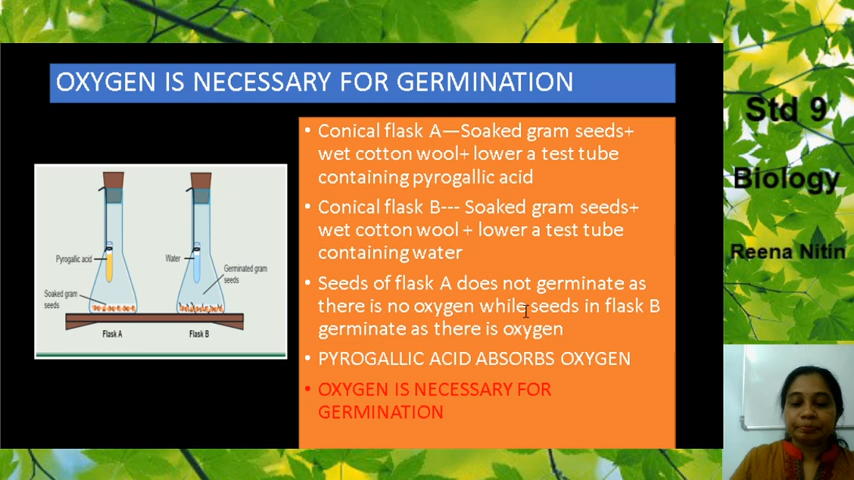 OXYGEN IS NECESSARY FOR GERMINATION
• Conical flask A—Soaked gram seeds+
wet cotton wool+ lower a test tube
containing pyrogallic acid
• Conical flask B--- Soaked gram seeds+
wet cotton wool + lower a test tube
containing water
• Seeds of flask A does not germinate as
there is no oxygen while seeds in flask B
germinate as there is oxygen
• PYROGALLIC ACID ABSORBS OXYGEN
• OXYGEN IS NECESSARY FOR
GERMINATION
Pyrogallic acid
Water
Germinated gram
seeds
Soaked gram
seeds
Flask A
Flask B
Std 9
Biology
Reena Nitin